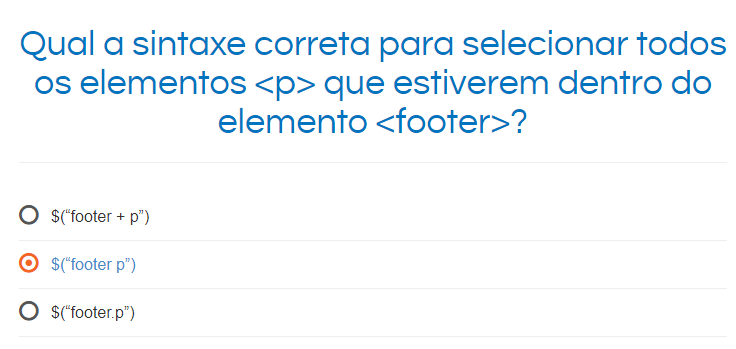 Qual a sintaxe correta para selecionar todos
os elementos <p> que estiverem dentro do
elemento <footer>?
$(“footer + p”)
$(“footer p”)
$(“footer.p”)